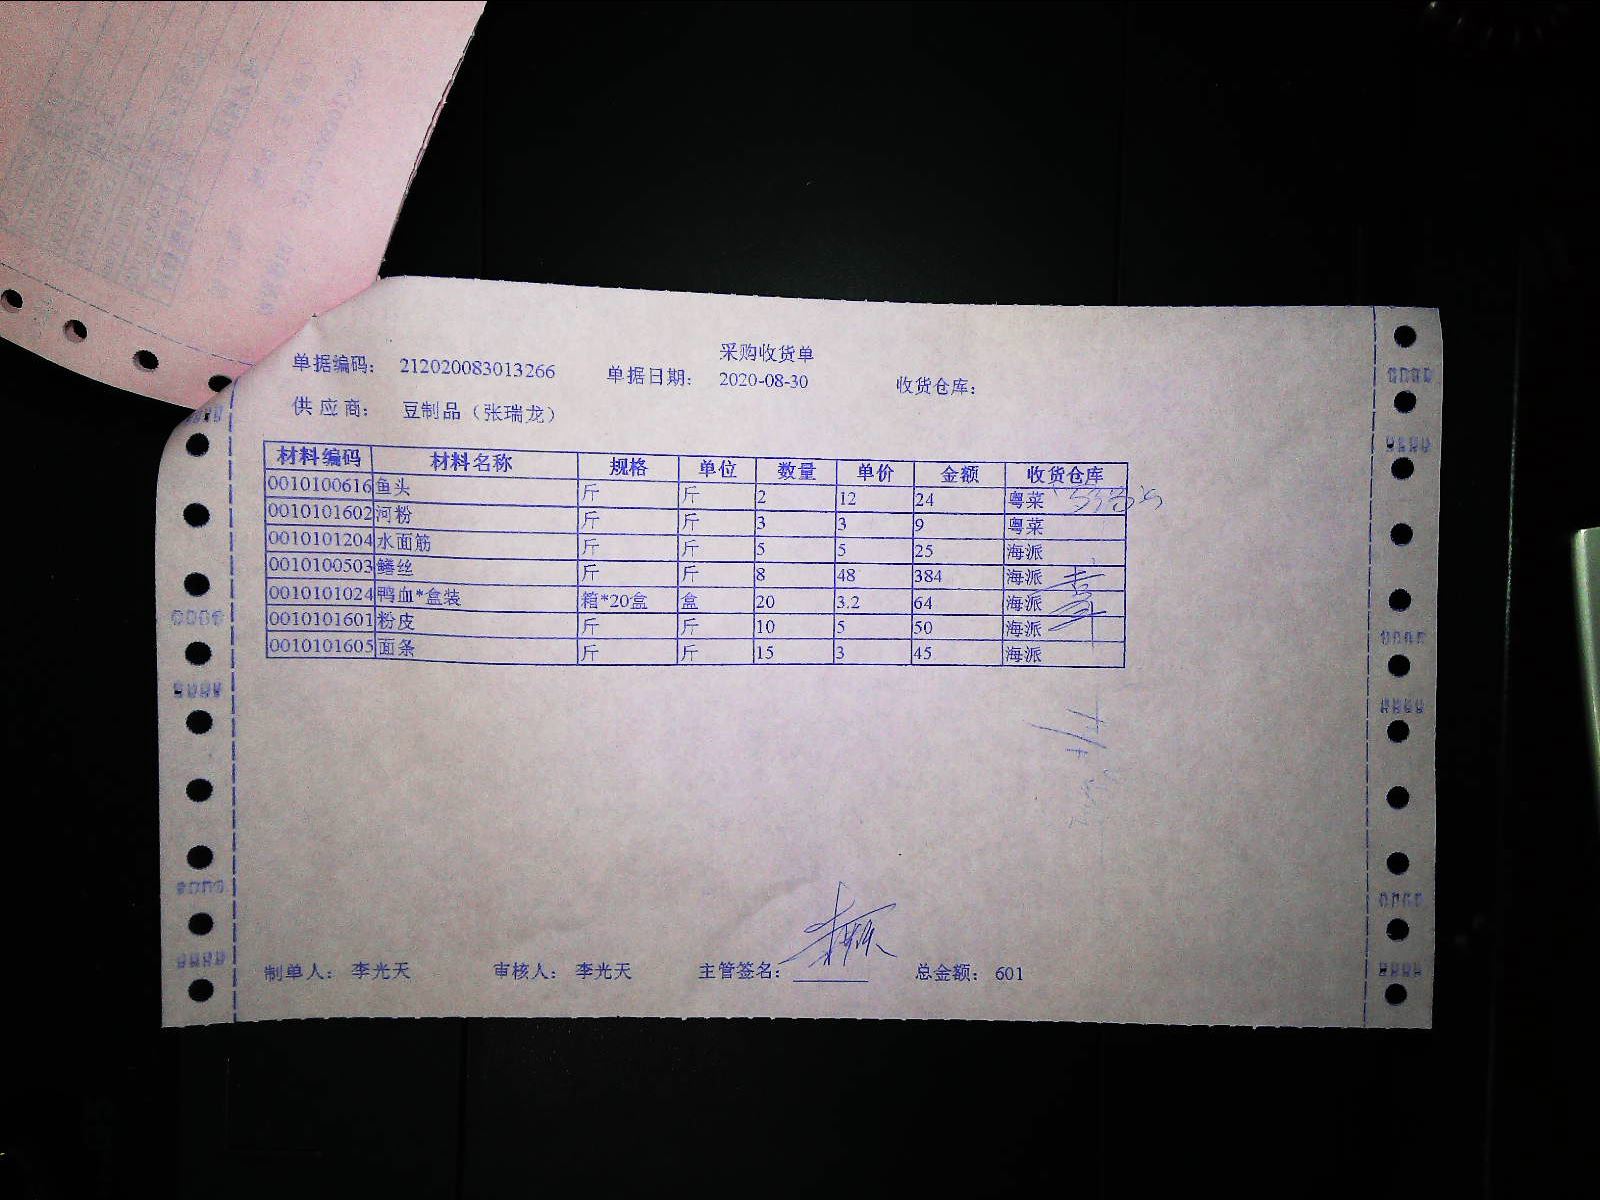 采购收货单
单据编码： 212020083013266 单据日期： 2020-08-30 收货仓库：
供 应 商： 豆制品（张瑞龙）
材料编码 材料名称 规格 单位 数量 单价 金额 收货仓库
0010100616 鱼头 斤 斤 2 12 24 粤菜
0010101602 河粉 斤 斤 3 3 9 粤菜
0010101204 水面筋 斤 斤 5 5 25 海派
0010100503 鳝丝 斤 斤 8 48 384 海派
0010101024 鸭血*盒装 箱*20盒 盒 20 3.2 64 海派
0010101601 粉皮 斤 斤 10 5 50 海派
0010101605 面条 斤 斤 15 3 45 海派
制单人： 李光天 审核人： 李光天 主管签名： 总金额： 601